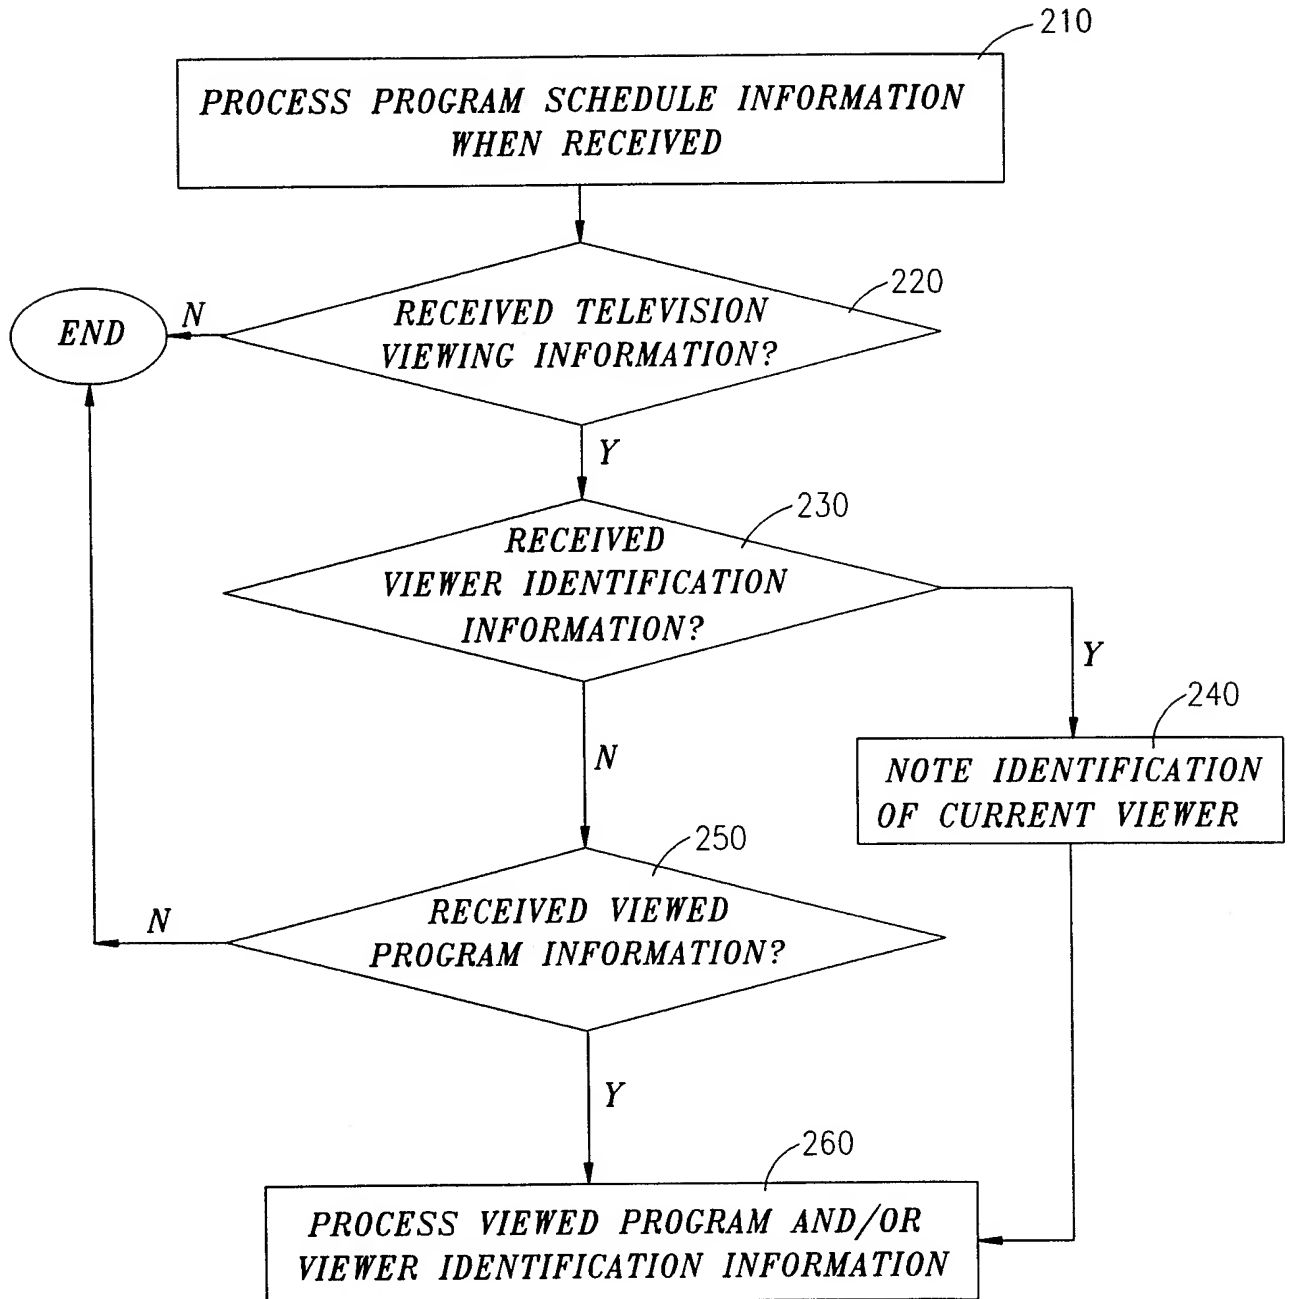 210
PROCESS PROGRAM SCHEDULE INFORMATION
WHEN RECEIVED
220
RECEIVED TELEVISION
VIEWING INFORMATION?
N
END
Y
230
RECEIVED
VIEWER IDENTIFICATION
INFORMATION?
Y
240
NOTE IDENTIFICATION
OF CURRENT VIEWER
N
250
RECEIVED VIEWED
PROGRAM INFORMATION?
N
Y
260
PROCESS VIEWED PROGRAM AND/OR
VIEWER IDENTIFICATION INFORMATION